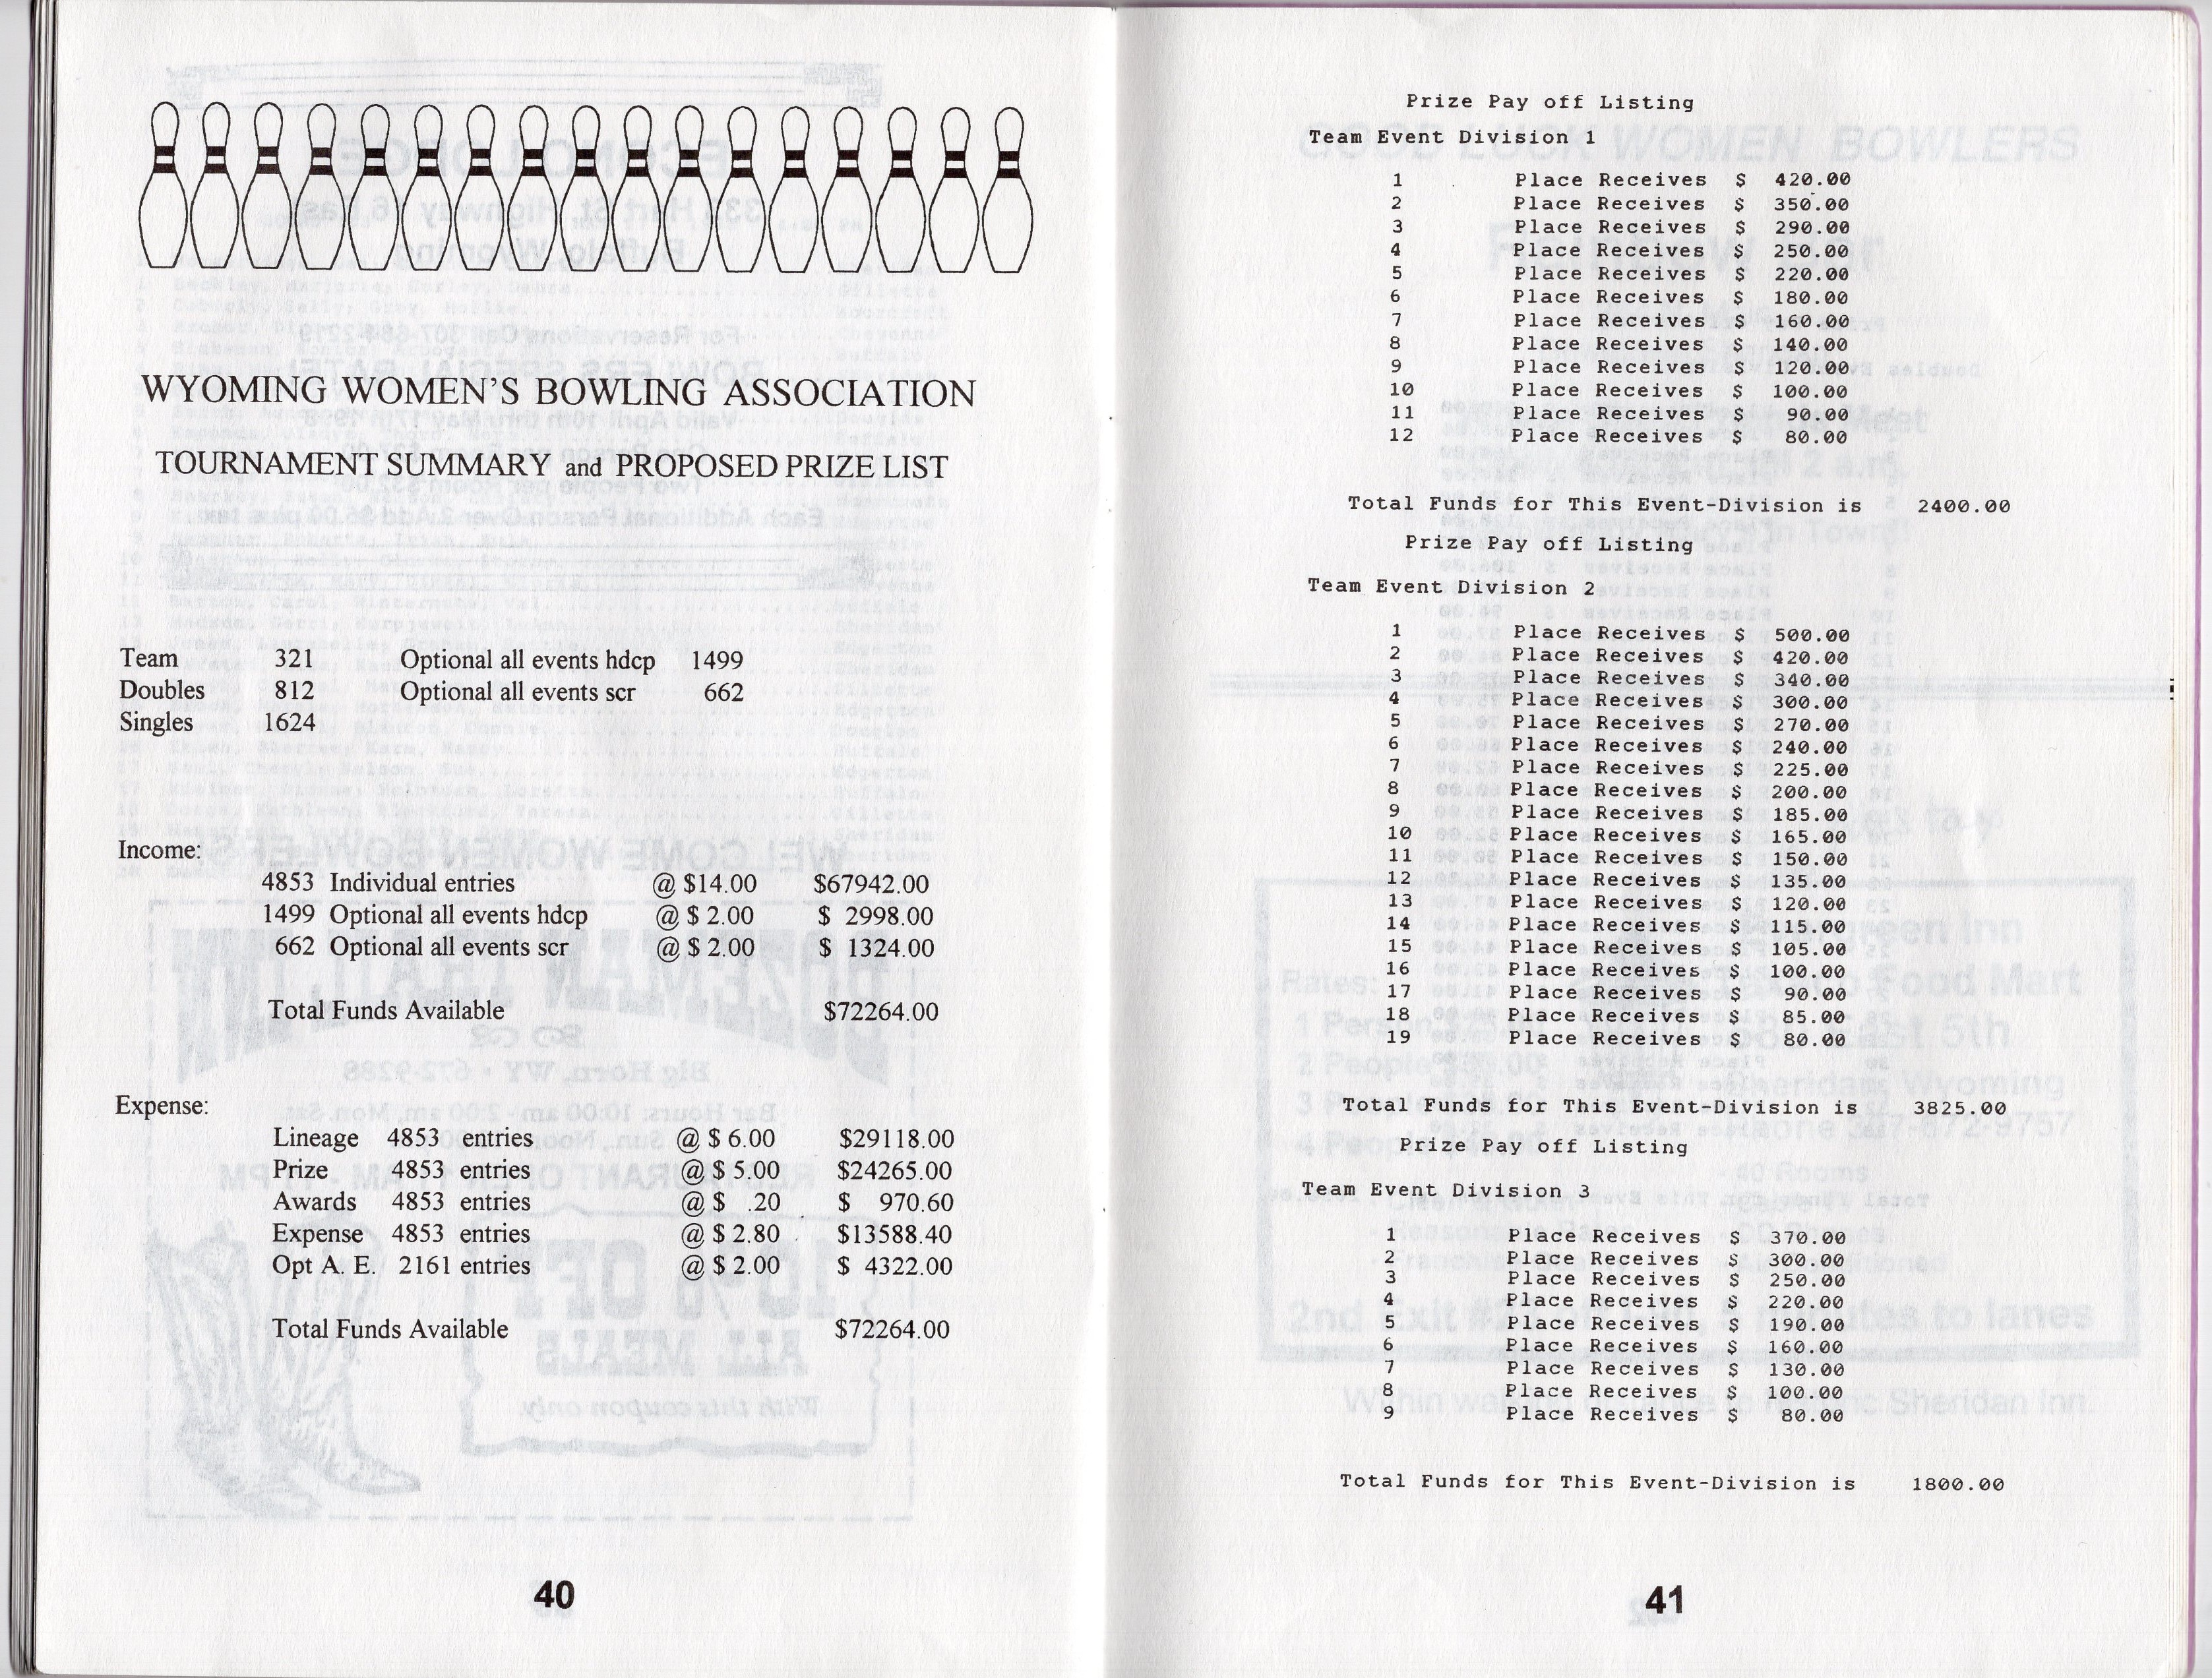 WYOMING WOMEN'S BOWLING ASSOCIATION
TOURNAMENT SUMMARY and PROPOSED PRIZE LIST
Team 321 Optional all events hdcp 1499
Doubles 812 Optional all events scr 662
Singles 1624
Income:
4853 Individual entries @ $14.00 $67942.00
1499 Optional all events hdcp @ $ 2.00 $ 2998.00
662 Optional all events scr @ $ 2.00 $ 1324.00
Total Funds Available $72264.00
Expense:
Lineage 4853 entries @ $ 6.00 $29118.00
Prize 4853 entries @ $ 5.00 $24265.00
Awards 4853 entries @ $ .20 $ 970.60
Expense 4853 entries @ $ 2.80 $13588.40
Opt A. E. 2161 entries @ $ 2.00 $ 4322.00
Total Funds Available $72264.00
40
Prize Pay off Listing
Team Event Division 1
1 Place Receives $ 420.00
2 Place Receives $ 350.00
3 Place Receives $ 290.00
4 Place Receives $ 250.00
5 Place Receives $ 220.00
6 Place Receives $ 180.00
7 Place Receives $ 160.00
8 Place Receives $ 140.00
9 Place Receives $ 120.00
10 Place Receives $ 100.00
11 Place Receives $ 90.00
12 Place Receives $ 80.00
Total Funds for This Event-Division is 2400.00
Prize Pay off Listing
Team Event Division 2
1 Place Receives $ 500.00
2 Place Receives $ 420.00
3 Place Receives $ 340.00
4 Place Receives $ 300.00
5 Place Receives $ 270.00
6 Place Receives $ 240.00
7 Place Receives $ 225.00
8 Place Receives $ 200.00
9 Place Receives $ 185.00
10 Place Receives $ 165.00
11 Place Receives $ 150.00
12 Place Receives $ 135.00
13 Place Receives $ 120.00
14 Place Receives $ 115.00
15 Place Receives $ 105.00
16 Place Receives $ 100.00
17 Place Receives $ 90.00
18 Place Receives $ 85.00
19 Place Receives $ 80.00
Total Funds for This Event-Division is 3825.00
Prize Pay off Listing
Team Event Division 3
1 Place Receives $ 370.00
2 Place Receives $ 300.00
3 Place Receives $ 250.00
4 Place Receives $ 220.00
5 Place Receives $ 190.00
6 Place Receives $ 160.00
7 Place Receives $ 130.00
8 Place Receives $ 100.00
9 Place Receives $ 80.00
Total Funds for This Event-Division is 1800.00
41